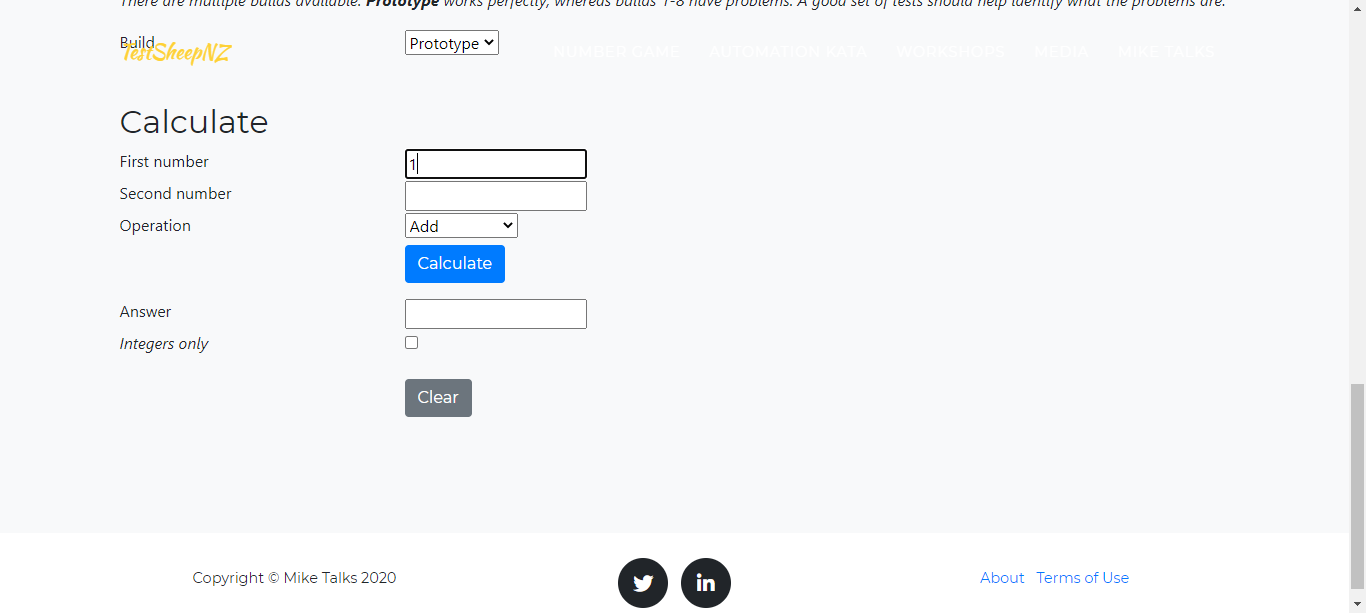 There are multiple builds available. Prototype works perfectly, whereas builds 1-8 have problems. A good set of tests should help identify what the problems are.
Build Prototype
TestSheepNZ NUMBER GAME AUTOMATION KATA WORKSHOPS MEDIA MIKE TALKS
Calculate
First number 1
Second number
Operation Add
Calculate
Answer
Integers only
Clear
Copyright © Mike Talks 2020 in About Terms of Use